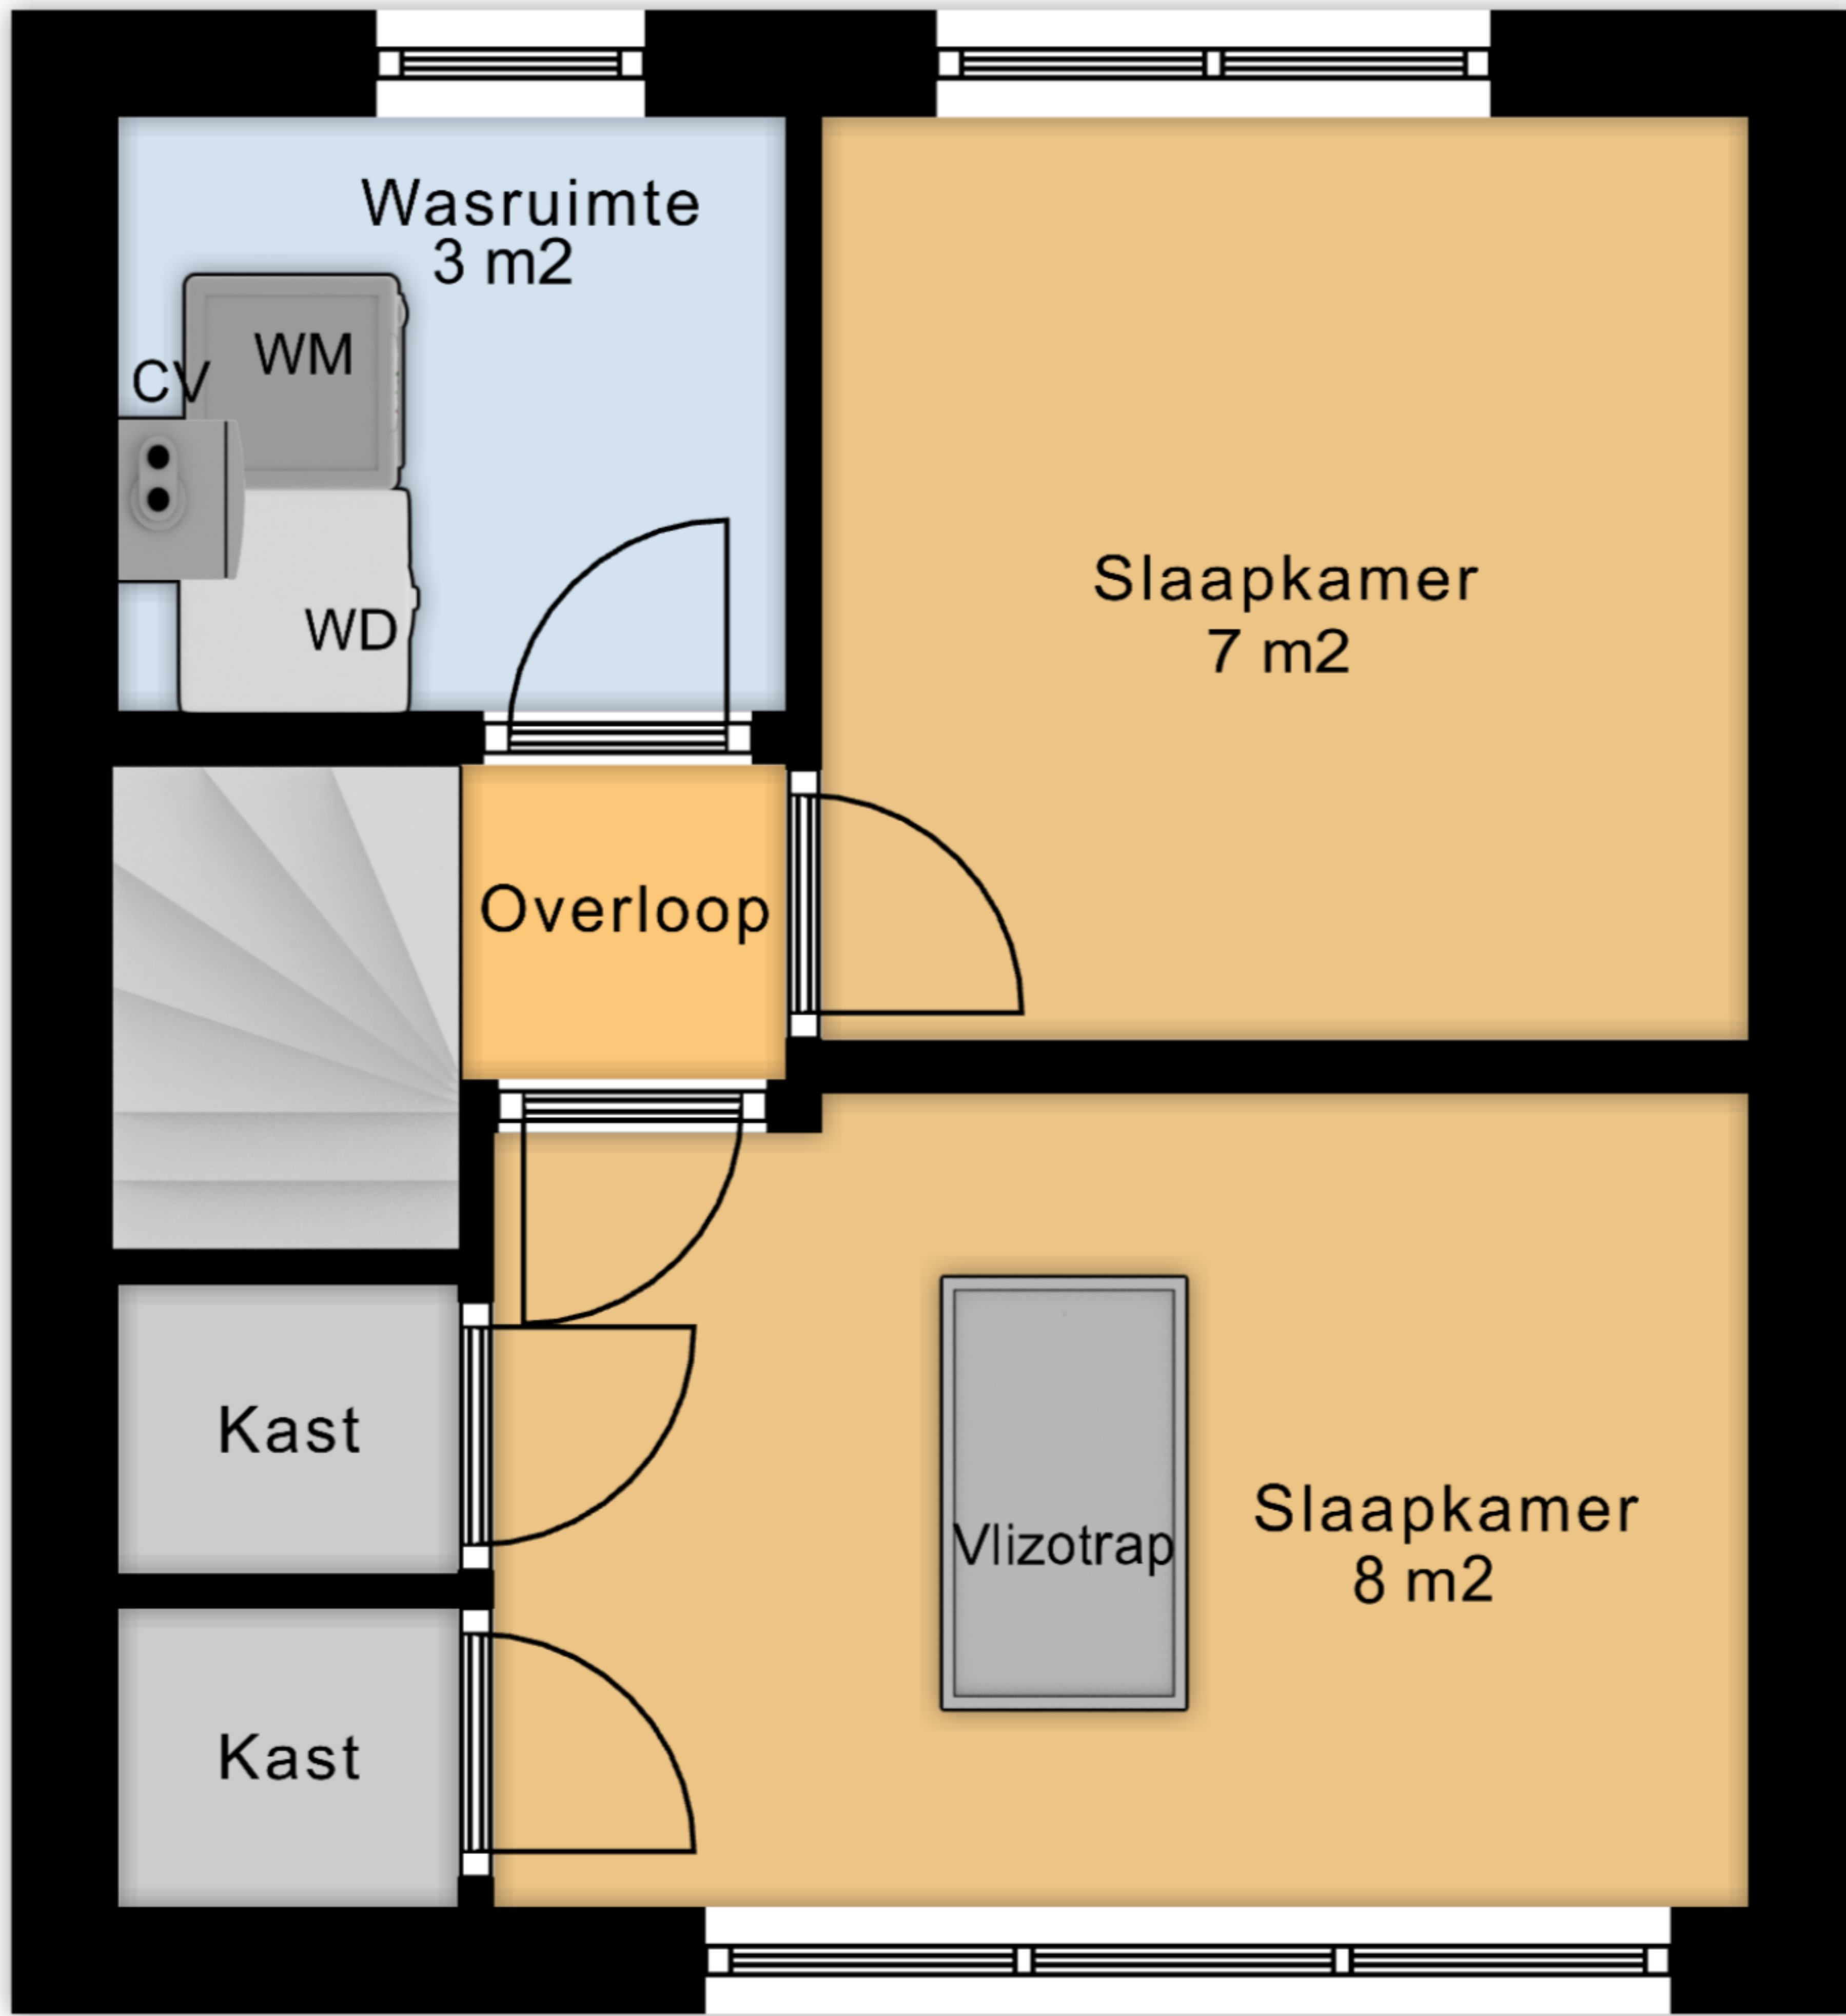 Wasruimte
3 m2
WM
CV
WD
Slaapkamer
7 m2
Overloop
Kast
Vlizotrap
Slaapkamer
8 m2
Kast